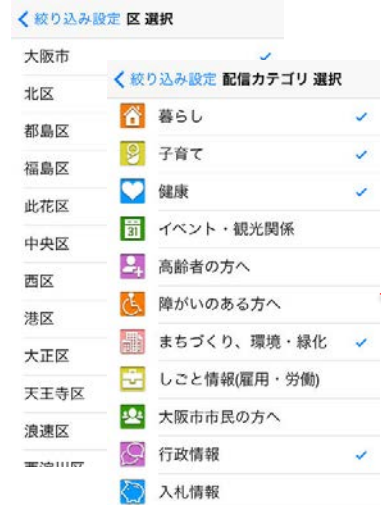 絞り込み設定 区 選択
大阪市
北区
都島区
福島区
此花区
中央区
西区
港区
大正区
天王寺区
浪速区
西淀川区
絞り込み設定 配信カテゴリ 選択
暮らし
子育て
健康
31
イベント・観光関係
高齢者の方へ
障がいのある方へ
まちづくり、環境・緑化
しごと情報(雇用・労働)
大阪市市民の方へ
行政情報
入札情報